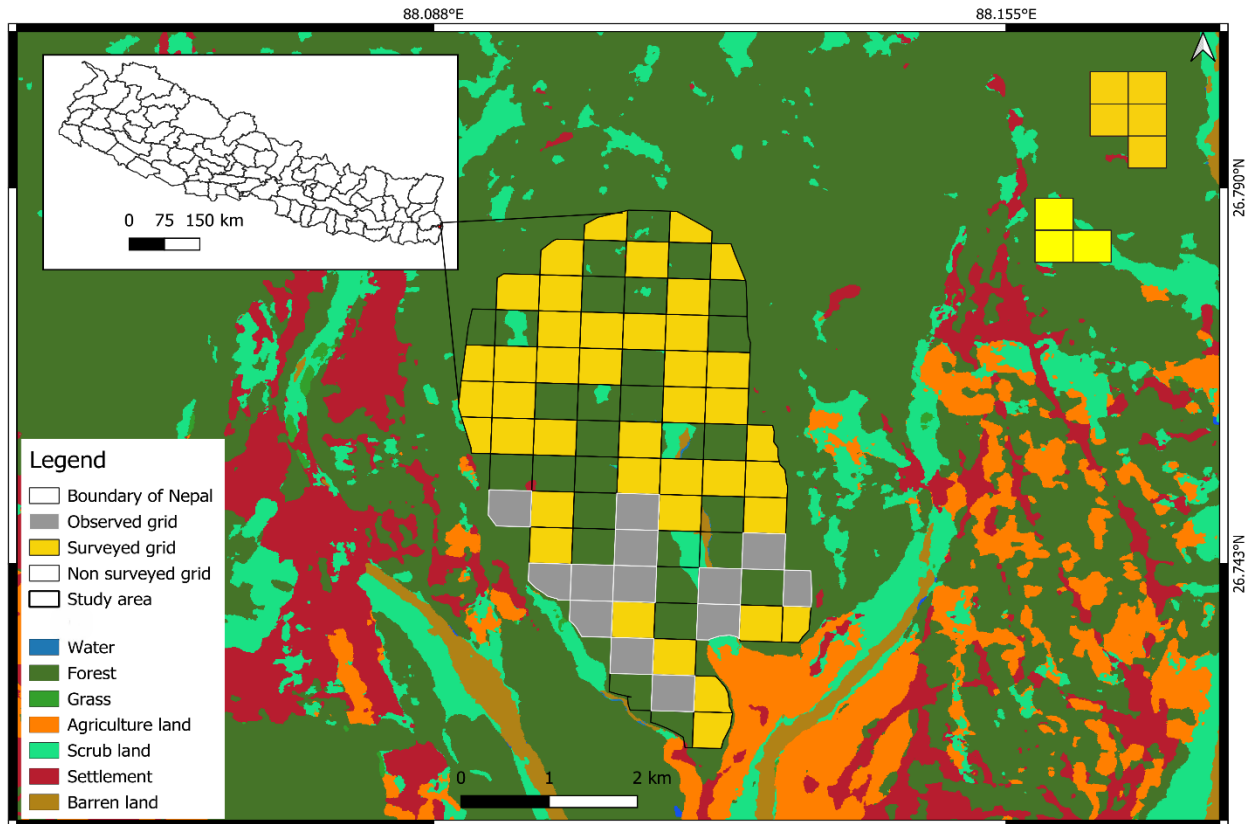 88.088°E 88.155°E
26.790°N
0 75 150 km
Legend
Boundary of Nepal
Observed grid
Surveyed grid
Non surveyed grid
Study area
26.743°N
Water
Forest
Grass
Agriculture land
Scrub land
Settlement
Barren land
0 1 2 km